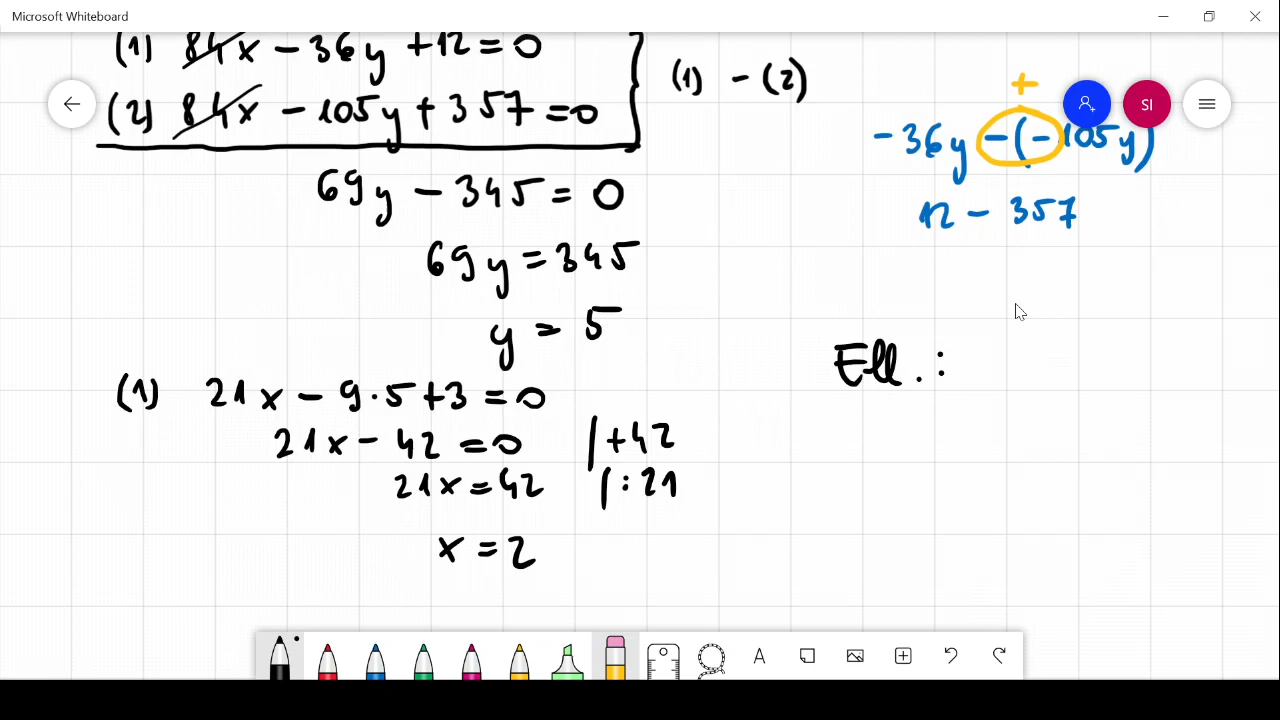 Microsoft Whiteboard
(1) 84x - 36y + 12 = 0
(2) 84x - 105y + 357 = 0
(1) - (2)
69y - 345 = 0
69y = 345
y = 5
(1) 21x - 9·5 + 3 = 0
21x - 42 = 0 | +42
21x = 42 | : 21
x = 2
+
- 36y - (- 105y)
12 - 357
Ell. :
SI
A